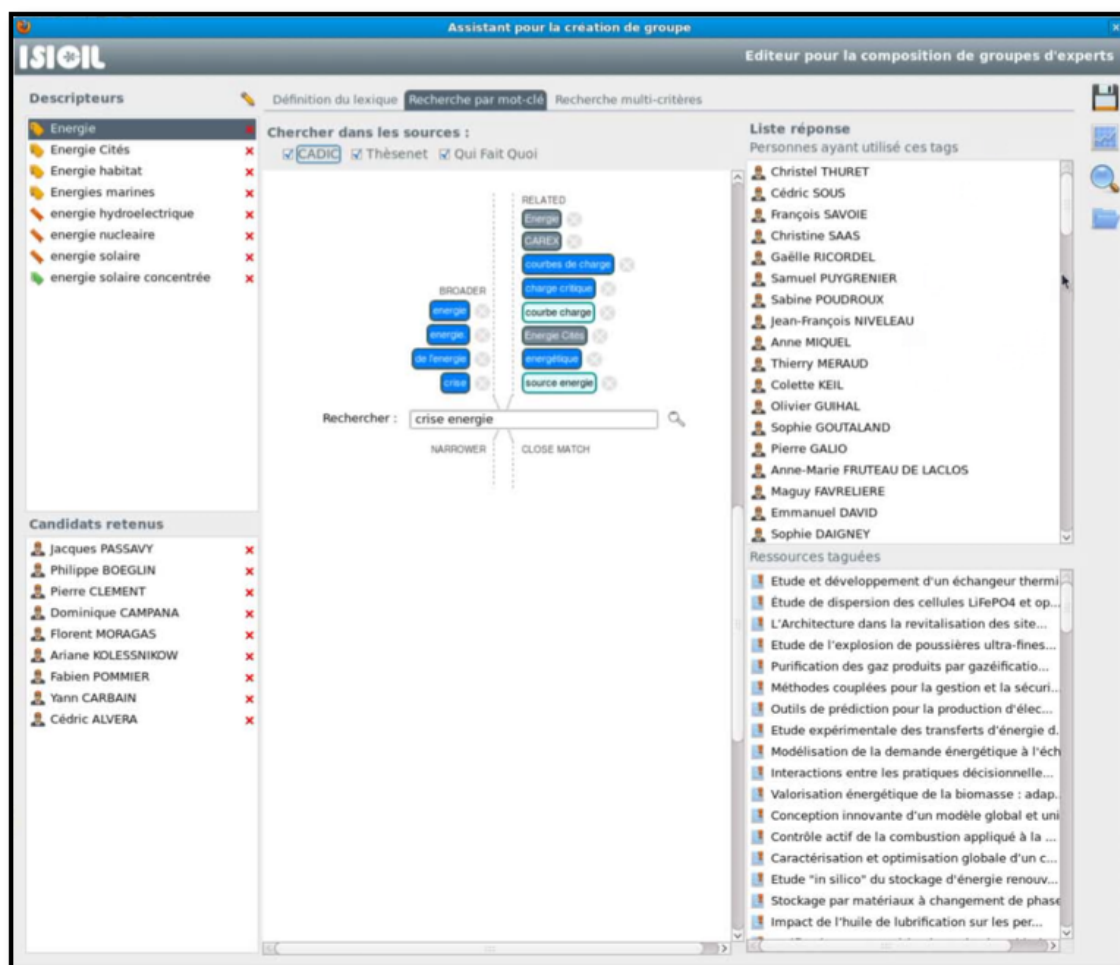 Assistant pour la création de groupe
ISICIL
Editeur pour la composition de groupes d'experts
Descripteurs
Energie
Energie Cités
Energie habitat
Energies marines
energie hydroelectrique
energie nucleaire
energie solaire
energie solaire concentrée
Candidats retenus
Jacques PASSAVY
Philippe BOEGLIN
Pierre CLEMENT
Dominique CAMPANA
Florent MORAGAS
Ariane KOLESSNIKOW
Fabien POMMIER
Yann CARBAIN
Cédric ALVERA
Définition du lexique Recherche par mot-clé Recherche multi-critères
Chercher dans les sources :
CADIC Thèsenet Qui Fait Quoi
RELATED
Energie
CAREX
courbes de charge
charge critique
courbe charge
Energie Cités
energétique
source energie
BROADER
energie
energie
de l'energie
crise
Rechercher : crise energie
NARROWER CLOSE MATCH
Liste réponse
Personnes ayant utilisé ces tags
Christel THURET
Cédric SOUS
François SAVOIE
Christine SAAS
Gaëlle RICORDEL
Samuel PUYGRENIER
Sabine POUDROUX
Jean-François NIVELEAU
Anne MIQUEL
Thierry MERAUD
Colette KEIL
Olivier GUIHAL
Sophie GOUTALAND
Pierre GALIO
Anne-Marie FRUTEAU DE LACLOS
Maguy FAVRELIERE
Emmanuel DAVID
Sophie DAIGNEY
Ressources taguées
Etude et développement d'un échangeur thermi
Étude de dispersion des cellules LiFePO4 et op...
L'Architecture dans la revitalisation des site...
Etude de l'explosion de poussières ultra-fines...
Purification des gaz produits par gazéificatio...
Méthodes couplées pour la gestion et la sécuri...
Outils de prédiction pour la production d'élec...
Etude expérimentale des transferts d'énergie d.
Modélisation de la demande énergétique à l'éch
Interactions entre les pratiques décisionnelle...
Valorisation énergétique de la biomasse : adap.
Conception innovante d'un modèle global et uni
Contrôle actif de la combustion appliqué à la ...
Caractérisation et optimisation globale d'un c...
Etude "in silico" du stockage d'énergie renouv...
Stockage par matériaux à changement de phase
Impact de l'huile de lubrification sur les per...